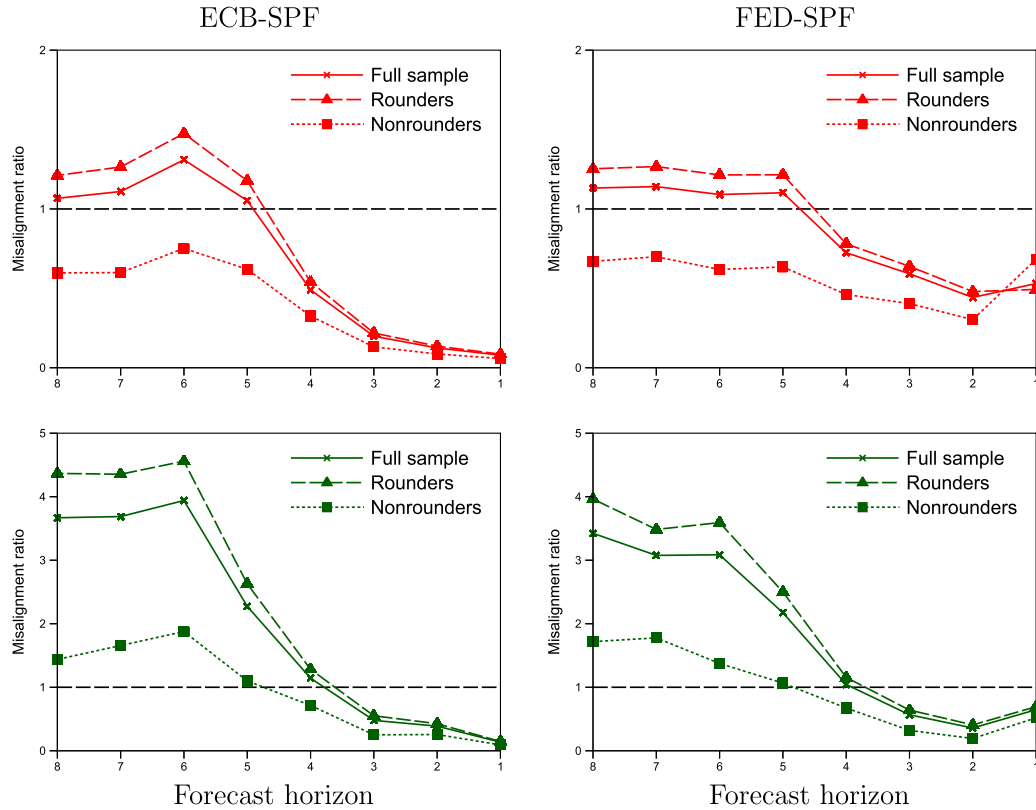 ECB-SPF
FED-SPF
2
1
0
Misalignment ratio
Full sample
Rounders
Nonrounders
8 7 6 5 4 3 2 1
2
1
0
Misalignment ratio
Full sample
Rounders
Nonrounders
8 7 6 5 4 3 2 1
5
4
3
2
1
0
Misalignment ratio
Full sample
Rounders
Nonrounders
8 7 6 5 4 3 2 1
Forecast horizon
5
4
3
2
1
0
Misalignment ratio
Full sample
Rounders
Nonrounders
8 7 6 5 4 3 2 1
Forecast horizon